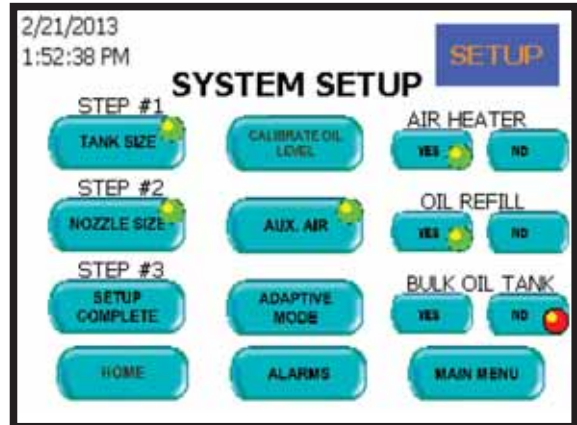 2/21/2013
1:52:38 PM
SETUP
SYSTEM SETUP
STEP #1
TANK SIZE
CALIBRATE OIL
LEVEL
AIR HEATER
YES
NO
STEP #2
NOZZLE SIZE
AUX. AIR
OIL REFILL
YES
NO
STEP #3
SETUP
COMPLETE
ADAPTIVE
MODE
BULK OIL TANK
YES
NO
HOME
ALARMS
MAIN MENU